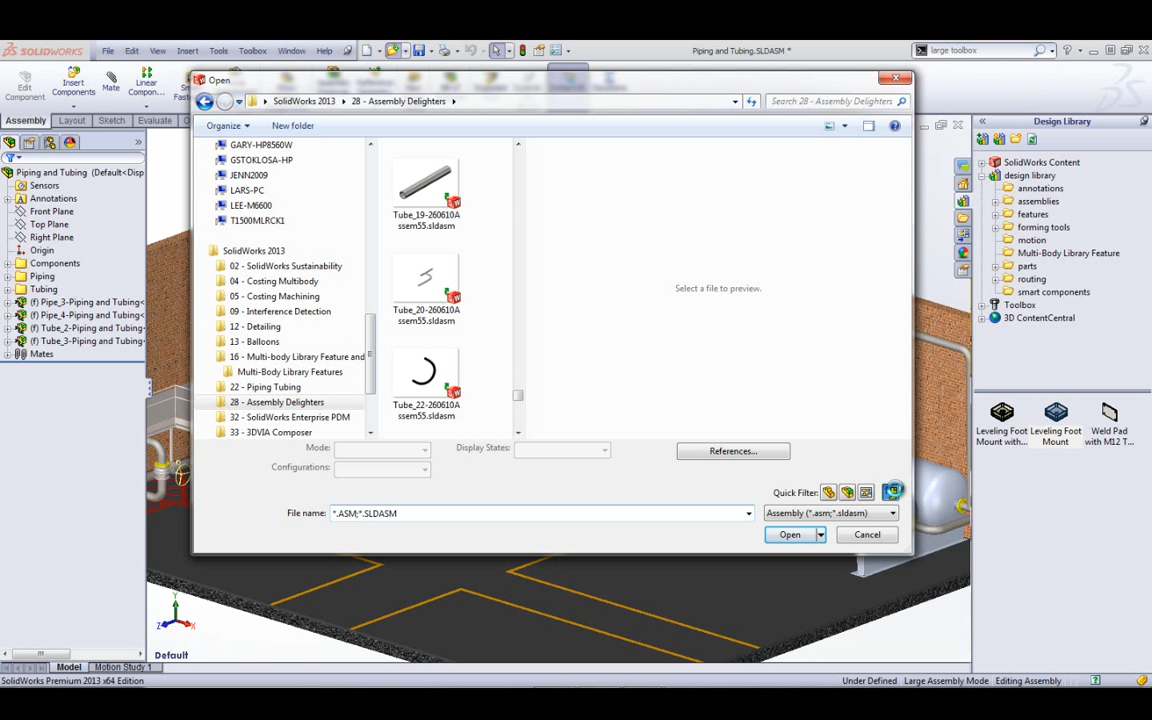 SOLIDWORKS
File
Edit
View
Insert
Tools
Toolbox
Window
Help
Piping and Tubing.SLDASM *
large toolbox
Edit Component
Insert Components
Mate
Linear Compon...
Assembly
Layout
Sketch
Evaluate
Piping and Tubing (Default<Disp
Sensors
Annotations
Front Plane
Top Plane
Right Plane
Origin
Components
Piping
Tubing
(f) Pipe_3-Piping and Tubing<
(f) Pipe_4-Piping and Tubing<
(f) Tube_2-Piping and Tubing-
(f) Tube_3-Piping and Tubing-
Mates
Open
SolidWorks 2013
28 - Assembly Delighters
Search 28 - Assembly Delighters
Organize
New folder
GARY-HP8560W
GSTOKLOSA-HP
JENN2009
LARS-PC
LEE-M6600
T1500MLRCK1
SolidWorks 2013
02 - SolidWorks Sustainability
04 - Costing Multibody
05 - Costing Machining
09 - Interference Detection
12 - Detailing
13 - Balloons
16 - Multi-body Library Feature and
Multi-Body Library Features
22 - Piping Tubing
28 - Assembly Delighters
32 - SolidWorks Enterprise PDM
33 - 3DVIA Composer
Tube_19-260610A
ssem55.sldasm
Tube_20-260610A
ssem55.sldasm
Tube_22-260610A
ssem55.sldasm
Select a file to preview.
Mode:
Display States:
References...
Configurations:
Quick Filter:
File name:
*.ASM;*.SLDASM
Assembly (*.asm;*.sldasm)
Open
Cancel
Design Library
SolidWorks Content
design library
annotations
assemblies
features
forming tools
motion
Multi-Body Library Feature
parts
routing
smart components
Toolbox
3D ContentCentral
Leveling Foot
Mount with...
Leveling Foot
Mount
Weld Pad
with M12 T...
Y
Z
X
Default
Model
Motion Study 1
SolidWorks Premium 2013 x64 Edition
Under Defined
Large Assembly Mode
Editing Assembly